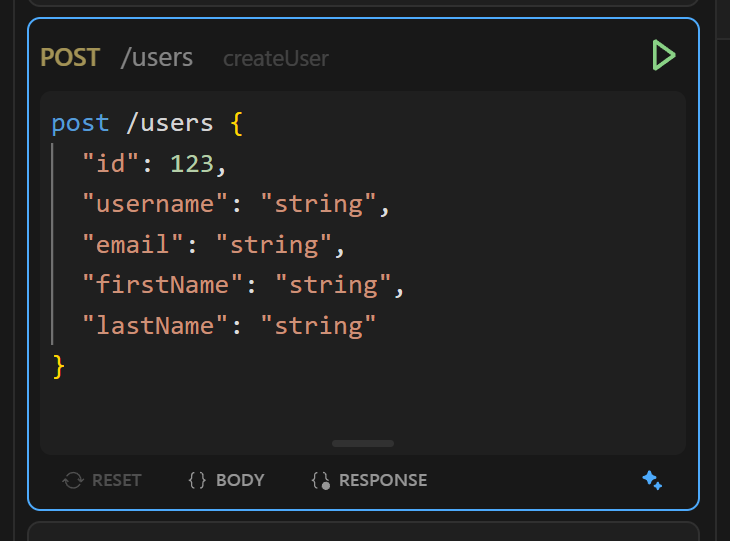 POST /users createUser
post /users {
"id": 123,
"username": "string",
"email": "string",
"firstName": "string",
"lastName": "string"
}
RESET {} BODY {} RESPONSE